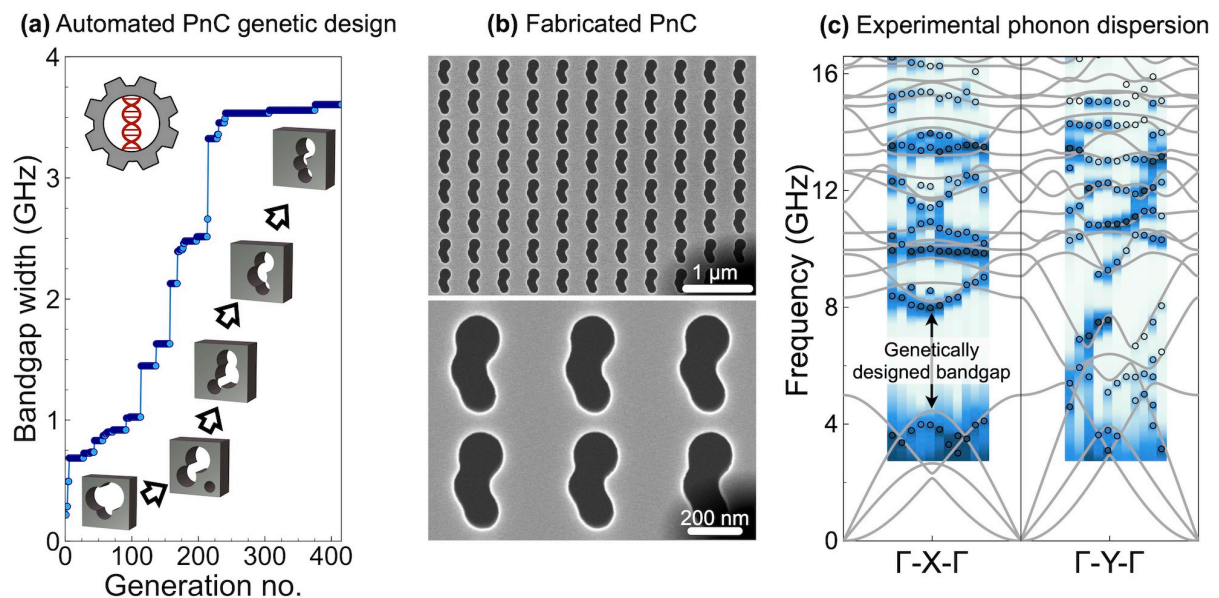 (a) Automated PnC genetic design
4
3
2
1
0
Bandgap width (GHz)
0 100 200 300 400
Generation no.
(b) Fabricated PnC
1 μm
200 nm
(c) Experimental phonon dispersion
16
12
8
4
0
Frequency (GHz)
Genetically
designed bandgap
Γ-X-Γ Γ-Y-Γ